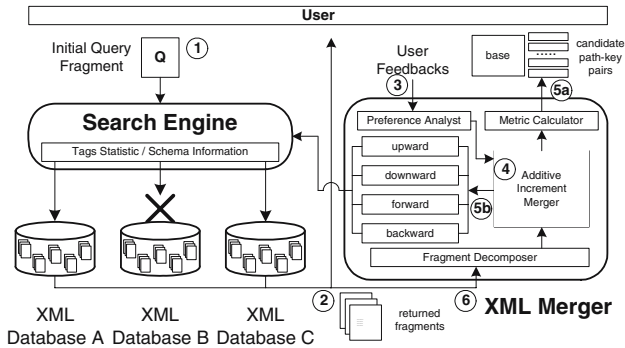 User
Initial Query
Fragment
Q
1
User
Feedbacks
3
base
.....
candidate
path-key
pairs
5a
Search Engine
Tags Statistic / Schema Information
Preference Analyst
Metric Calculator
upward
downward
forward
backward
4
5b
Additive
Increment
Merger
Fragment Decomposer
XML
Database A
XML
Database B
XML
Database C
2
returned
fragments
6
XML Merger